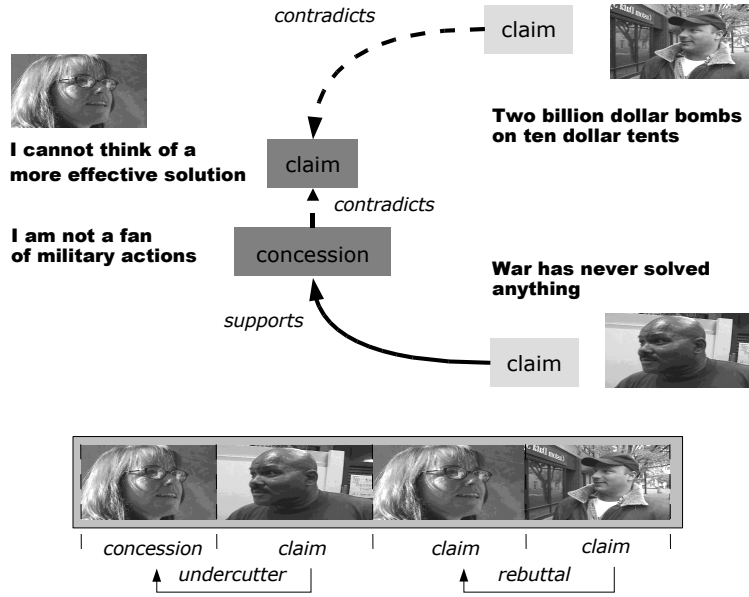 contradicts
claim
Two billion dollar bombs
on ten dollar tents
I cannot think of a
more effective solution
claim
contradicts
I am not a fan
of military actions
concession
War has never solved
anything
supports
claim
concession
claim
claim
claim
undercutter
rebuttal